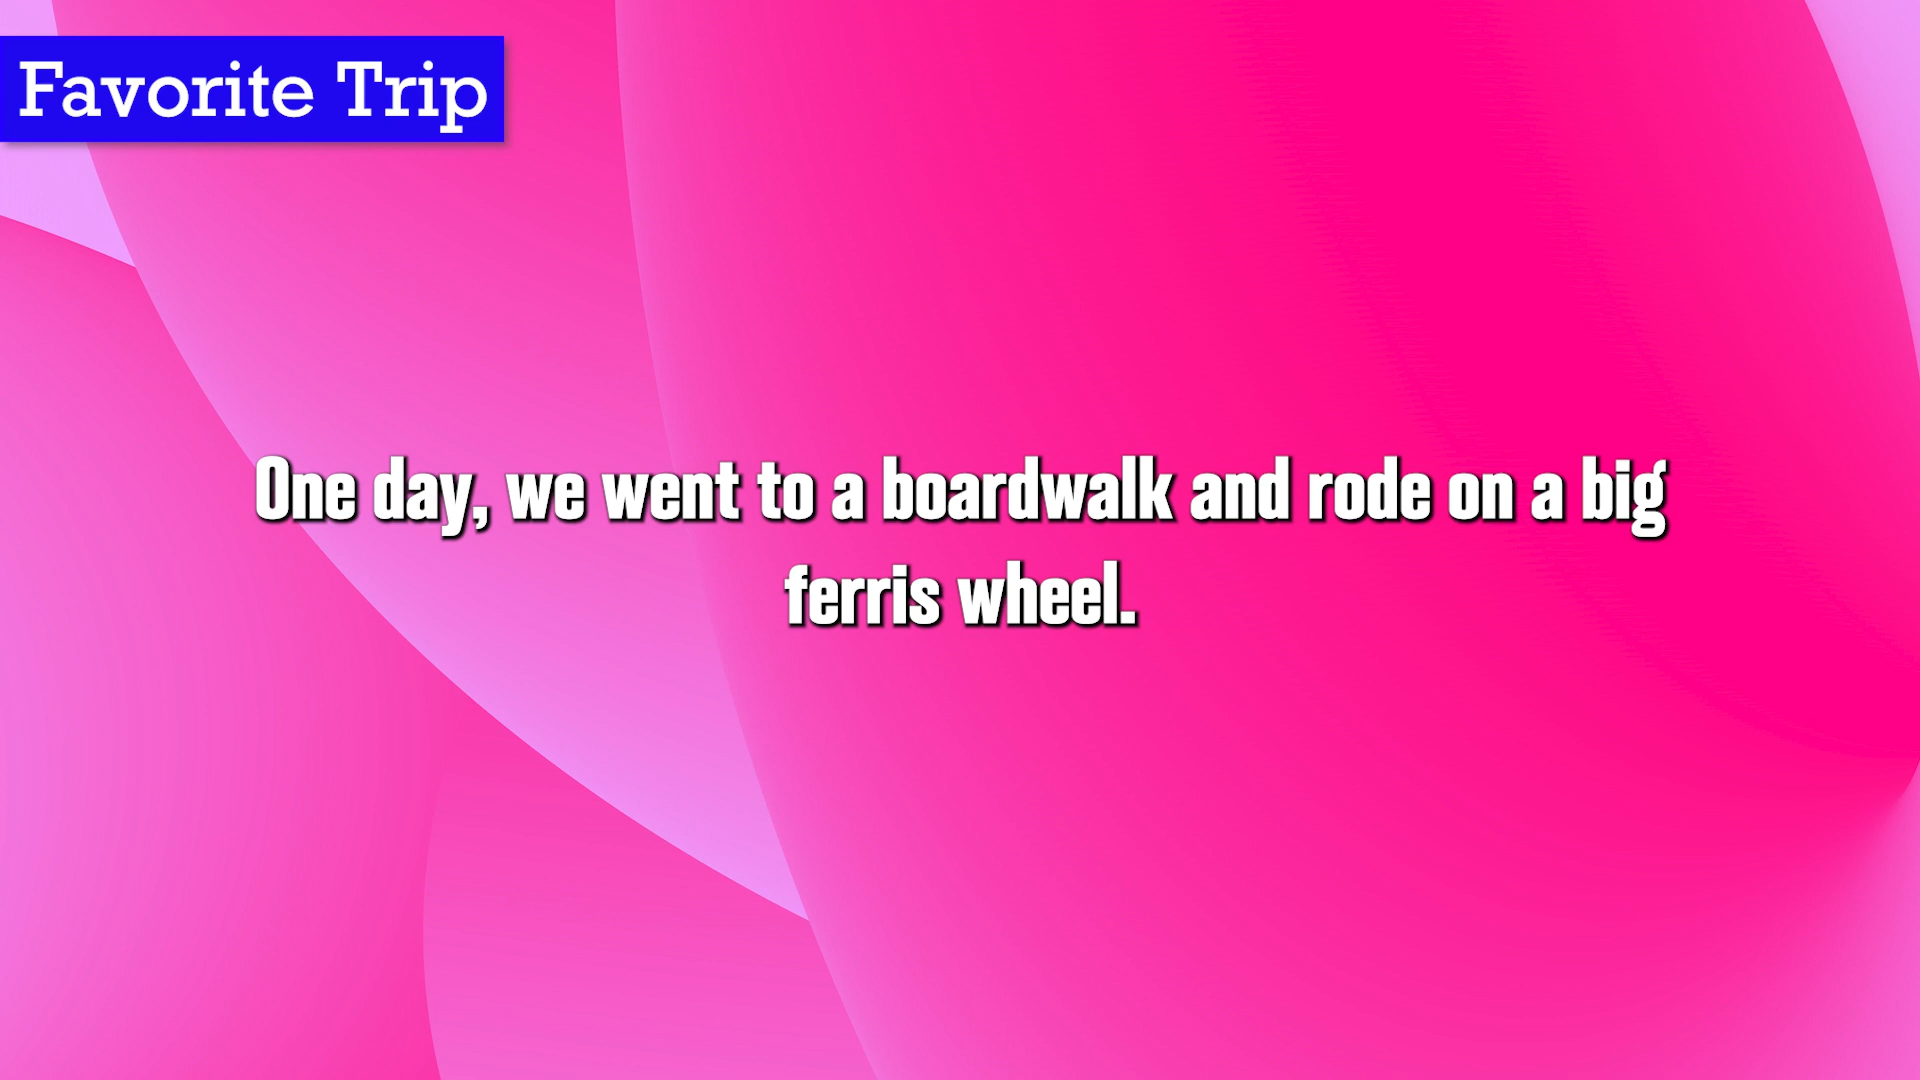 Favorite Trip
One day, we went to a boardwalk and rode on a big
ferris wheel.